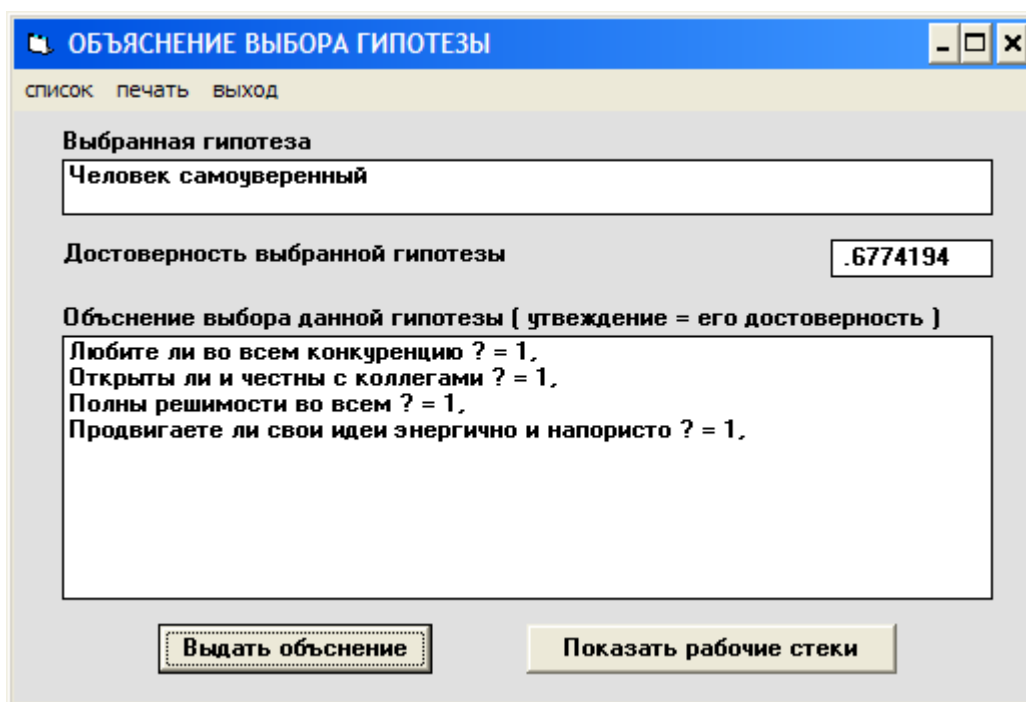 ОБЪЯСНЕНИЕ ВЫБОРА ГИПОТЕЗЫ
список печать выход
Выбранная гипотеза
Человек самоуверенный
Достоверность выбранной гипотезы .6774194
Объснение выбора данной гипотезы ( утвеждение = его достоверность )
Любите ли во всем конкуренцию ? = 1,
Открыты ли и честны с коллегами ? = 1,
Полны решимости во всем ? = 1,
Продвигаете ли свои идеи энергично и напористо ? = 1,
Выдать объснение Показать рабочие стеки